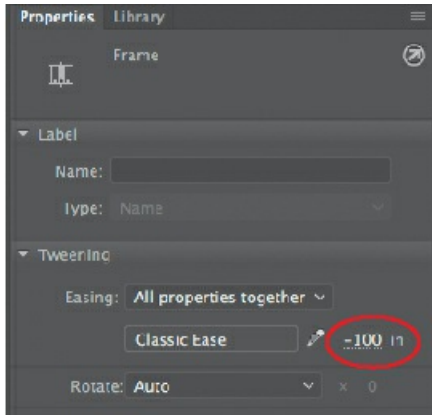 Properties Library
Frame
Label
Name:
Type: Name
Tweening
Easing: All properties together
Classic Ease -100 in
Rotate: Auto x 0